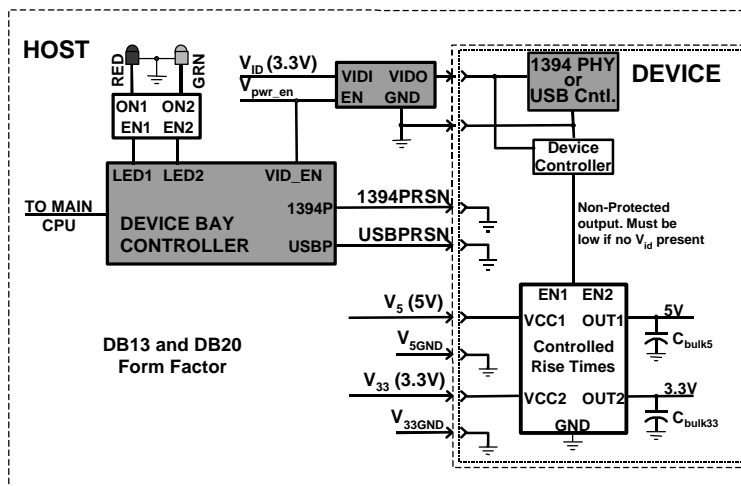 HOST
RED
GRN
ON1 ON2
EN1 EN2
V_ID (3.3V)
V_pwr_en
VIDI VIDO
EN GND
1394 PHY
or
USB Cntl.
DEVICE
Device
Controller
LED1 LED2 VID_EN
1394P
USBP
DEVICE BAY
CONTROLLER
TO MAIN
CPU
1394PRSN
USBPRSN
Non-Protected
output. Must be
low if no V_id present
EN1 EN2
VCC1 OUT1
Controlled
Rise Times
VCC2 OUT2
GND
V_5 (5V)
V_5GND
V_33 (3.3V)
V_33GND
5V
C_bulk5
3.3V
C_bulk33
DB13 and DB20
Form Factor